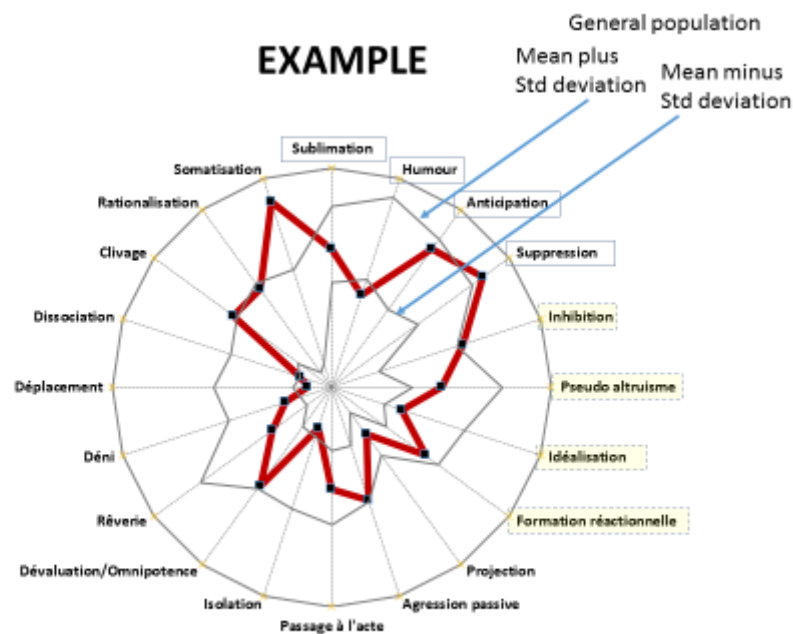 General population
EXAMPLE
Mean plus
Std deviation
Mean minus
Std deviation
Sublimation
Humour
Anticipation
Suppression
Inhibition
Pseudo altruisme
Idéalisation
Formation réactionnelle
Projection
Agression passive
Passage à l'acte
Isolation
Dévaluation/Omnipotence
Rêverie
Déni
Déplacement
Dissociation
Clivage
Rationalisation
Somatisation